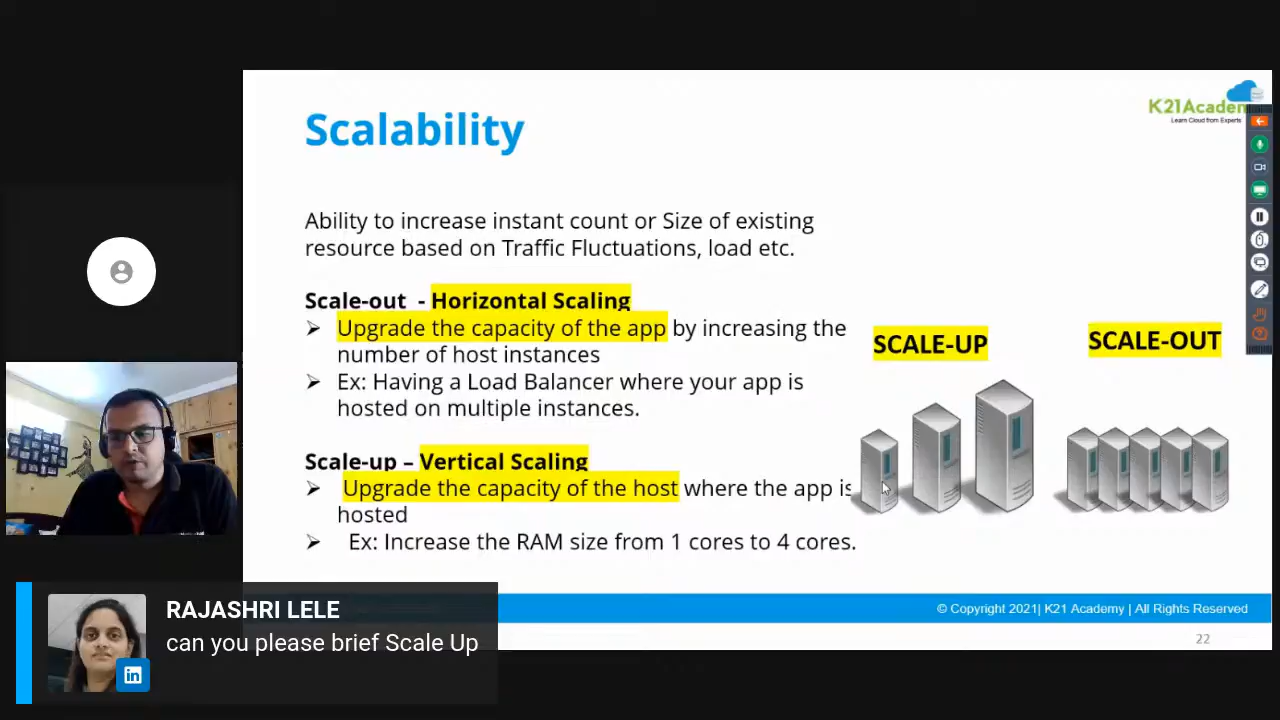 Scalability
K21Academ
Learn Cloud from Experts
Ability to increase instant count or Size of existing
resource based on Traffic Fluctuations, load etc.
Scale-out - Horizontal Scaling
➢ Upgrade the capacity of the app by increasing the
number of host instances
➢ Ex: Having a Load Balancer where your app is
hosted on multiple instances.
Scale-up – Vertical Scaling
➢ Upgrade the capacity of the host where the app is
hosted
➢ Ex: Increase the RAM size from 1 cores to 4 cores.
SCALE-UP
SCALE-OUT
© Copyright 2021| K21 Academy | All Rights Reserved
22
RAJASHRI LELE
can you please brief Scale Up
in